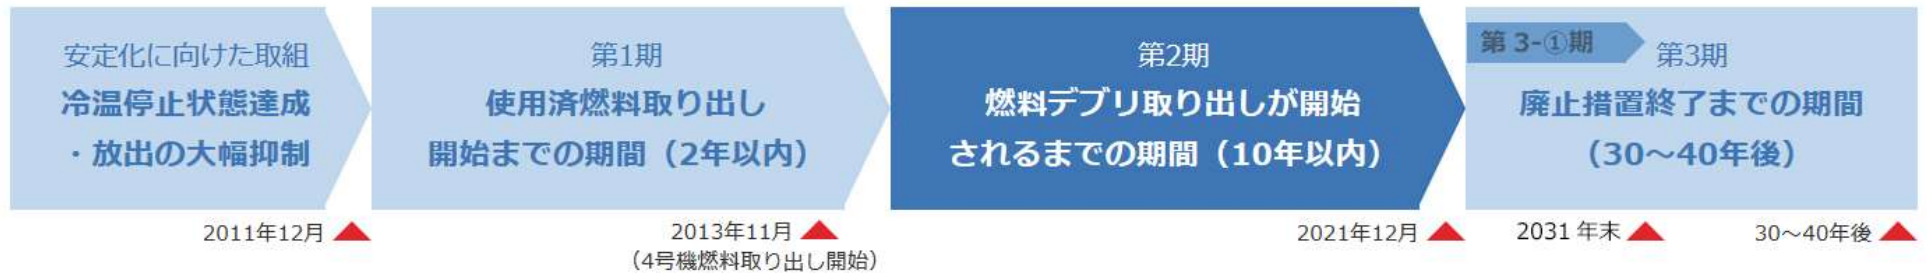 安定化に向けた取組
冷温停止状態達成
・放出の大幅抑制
2011年12月
第1期
使用済燃料取り出し
開始までの期間（2年以内）
2013年11月
（4号機燃料取り出し開始）
第2期
燃料デブリ取り出しが開始
されるまでの期間（10年以内）
2021年12月
第 3-①期
第3期
廃止措置終了までの期間
（30～40年後）
2031 年末
30～40年後